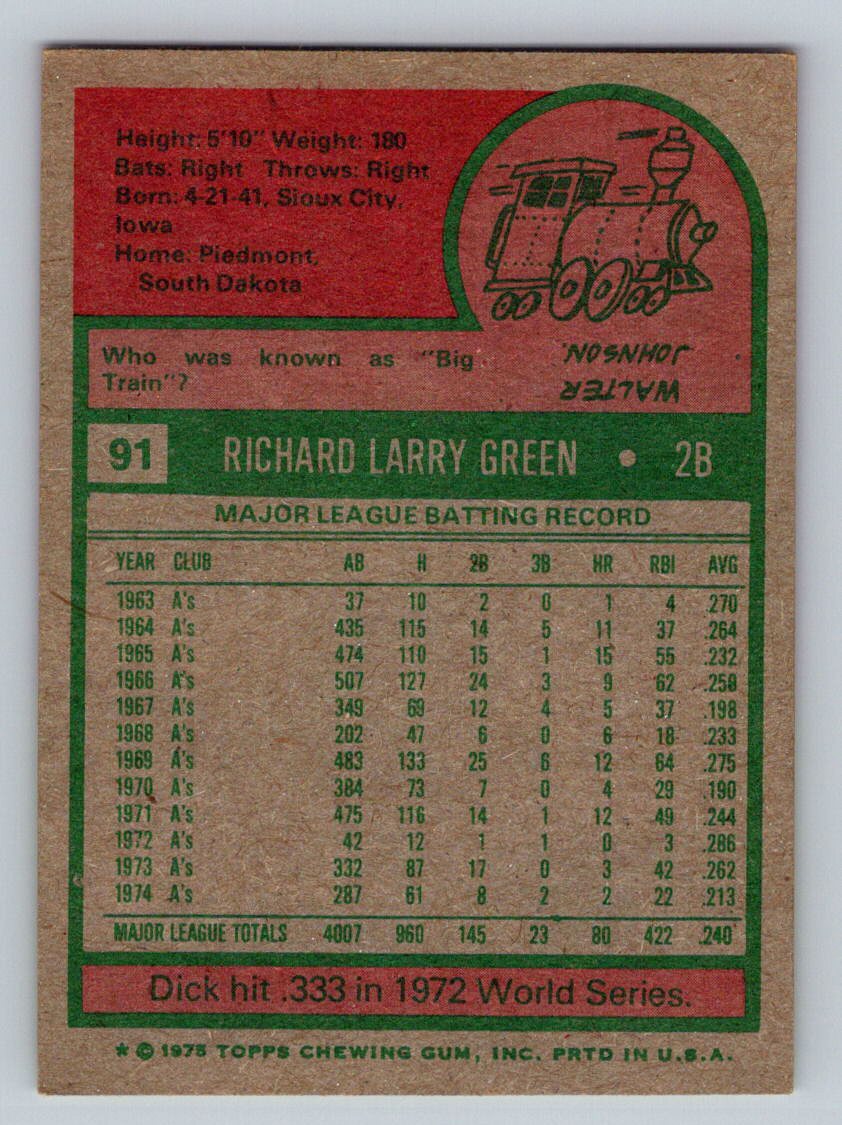 Height: 5'10" Weight: 180
Bats: Right Throws: Right
Born: 4-21-41, Sioux City,
Iowa
Home: Piedmont,
South Dakota
Who was known as "Big
Train"?
WALTER
JOHNSON.
91 RICHARD LARRY GREEN • 2B
MAJOR LEAGUE BATTING RECORD
YEAR CLUB AB H 2B 3B HR RBI AVG
1963 A's 37 10 2 0 1 4 .270
1964 A's 435 115 14 5 11 37 .264
1965 A's 474 110 15 1 15 55 .232
1966 A's 507 127 24 3 9 62 .250
1967 A's 349 69 12 4 5 37 .198
1968 A's 202 47 6 0 6 18 .233
1969 A's 483 133 25 6 12 64 .275
1970 A's 384 73 7 0 4 29 .190
1971 A's 475 116 14 1 12 49 .244
1972 A's 42 12 1 1 0 3 .286
1973 A's 332 87 17 0 3 42 .262
1974 A's 287 61 8 2 2 22 .213
MAJOR LEAGUE TOTALS 4007 960 145 23 80 422 .240
Dick hit .333 in 1972 World Series.
* © 1975 TOPPS CHEWING GUM, INC. PRTD IN U.S.A.